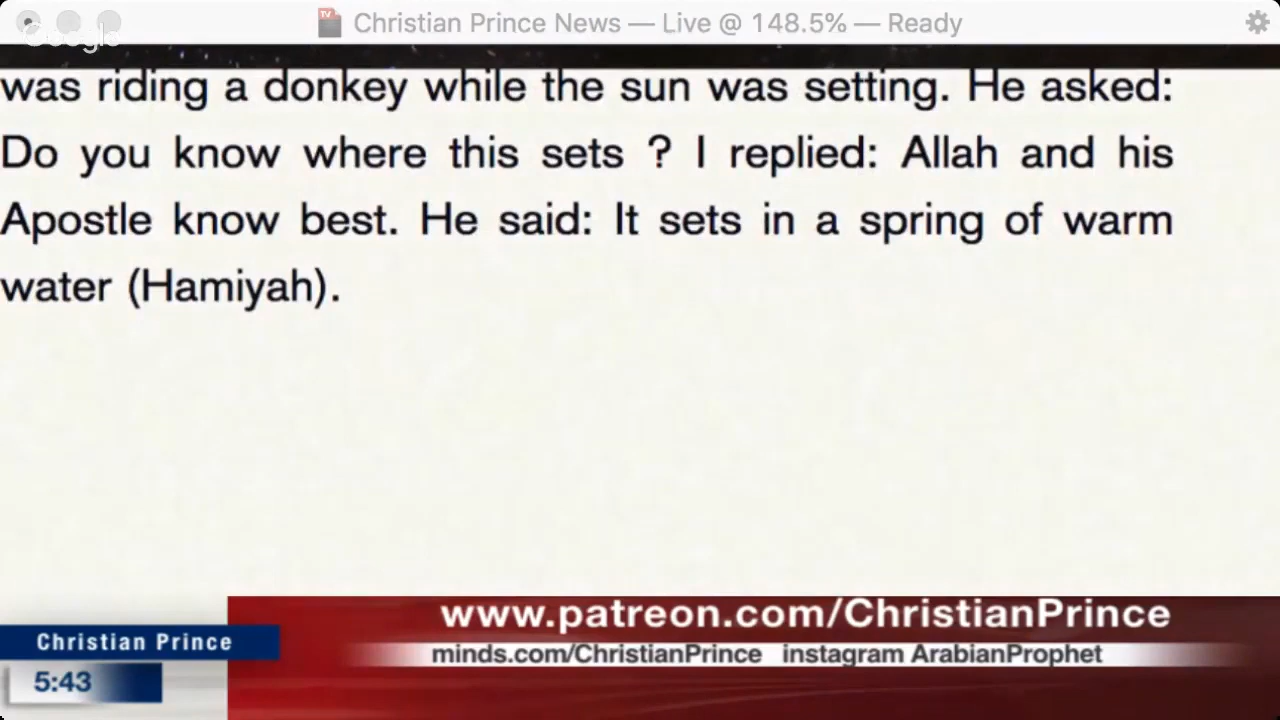 Christian Prince News — Live @ 148.5% — Ready
Google
was riding a donkey while the sun was setting. He asked:
Do you know where this sets ? I replied: Allah and his
Apostle know best. He said: It sets in a spring of warm
water (Hamiyah).
www.patreon.com/ChristianPrince
Christian Prince
minds.com/ChristianPrince instagram ArabianProphet
5:43